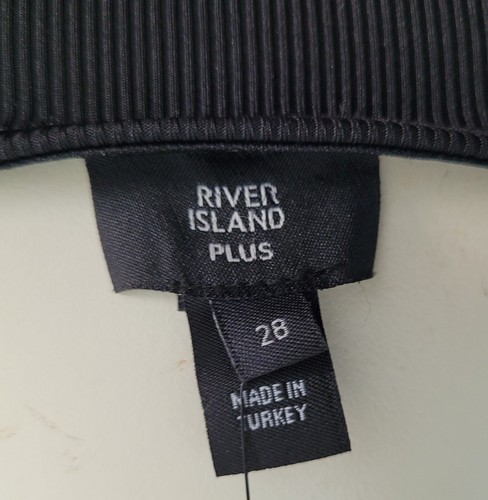 RIVER
ISLAND
PLUS
28
MADE IN
TURKEY